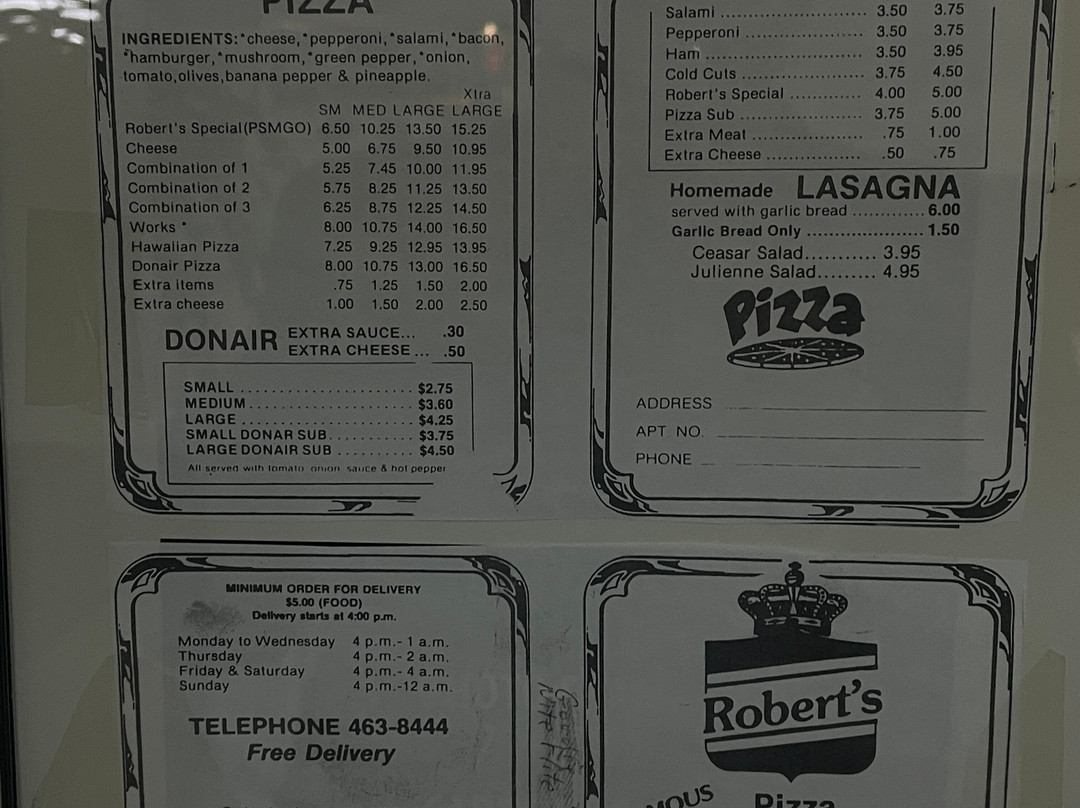 PIZZA
INGREDIENTS:*cheese,*pepperoni,*salami,*bacon,
*hamburger,*mushroom,*green pepper,*onion,
tomato,olives,banana pepper & pineapple.
Xtra
SM MED LARGE LARGE
Robert's Special(PSMGO) 6.50 10.25 13.50 15.25
Cheese 5.00 6.75 9.50 10.95
Combination of 1 5.25 7.45 10.00 11.95
Combination of 2 5.75 8.25 11.25 13.50
Combination of 3 6.25 8.75 12.25 14.50
Works * 8.00 10.75 14.00 16.50
Hawaiian Pizza 7.25 9.25 12.95 13.95
Donair Pizza 8.00 10.75 13.00 16.50
Extra items .75 1.25 1.50 2.00
Extra cheese 1.00 1.50 2.00 2.50
DONAIR
EXTRA SAUCE... .30
EXTRA CHEESE... .50
SMALL ........................ $2.75
MEDIUM ....................... $3.60
LARGE ........................ $4.25
SMALL DONAR SUB........... $3.75
LARGE DONAIR SUB .......... $4.50
All served with tomato onion sauce & hot pepper
Salami .......................... 3.50 3.75
Pepperoni ..................... 3.50 3.75
Ham ............................ 3.50 3.95
Cold Cuts ...................... 3.75 4.50
Robert's Special ............. 4.00 5.00
Pizza Sub ...................... 3.75 5.00
Extra Meat .................... .75 1.00
Extra Cheese ................. .50 .75
Homemade LASAGNA
served with garlic bread ............. 6.00
Garlic Bread Only ..................... 1.50
Ceasar Salad........... 3.95
Julienne Salad......... 4.95
Pizza
ADDRESS
APT. NO.
PHONE
MINIMUM ORDER FOR DELIVERY
$5.00 (FOOD)
Delivery starts at 4:00 p.m.
Monday to Wednesday 4 p.m.- 1 a.m.
Thursday 4 p.m.- 2 a.m.
Friday & Saturday 4 p.m.- 4 a.m.
Sunday 4 p.m.-12 a.m.
TELEPHONE 463-8444
Free Delivery
Robert's
Pizza